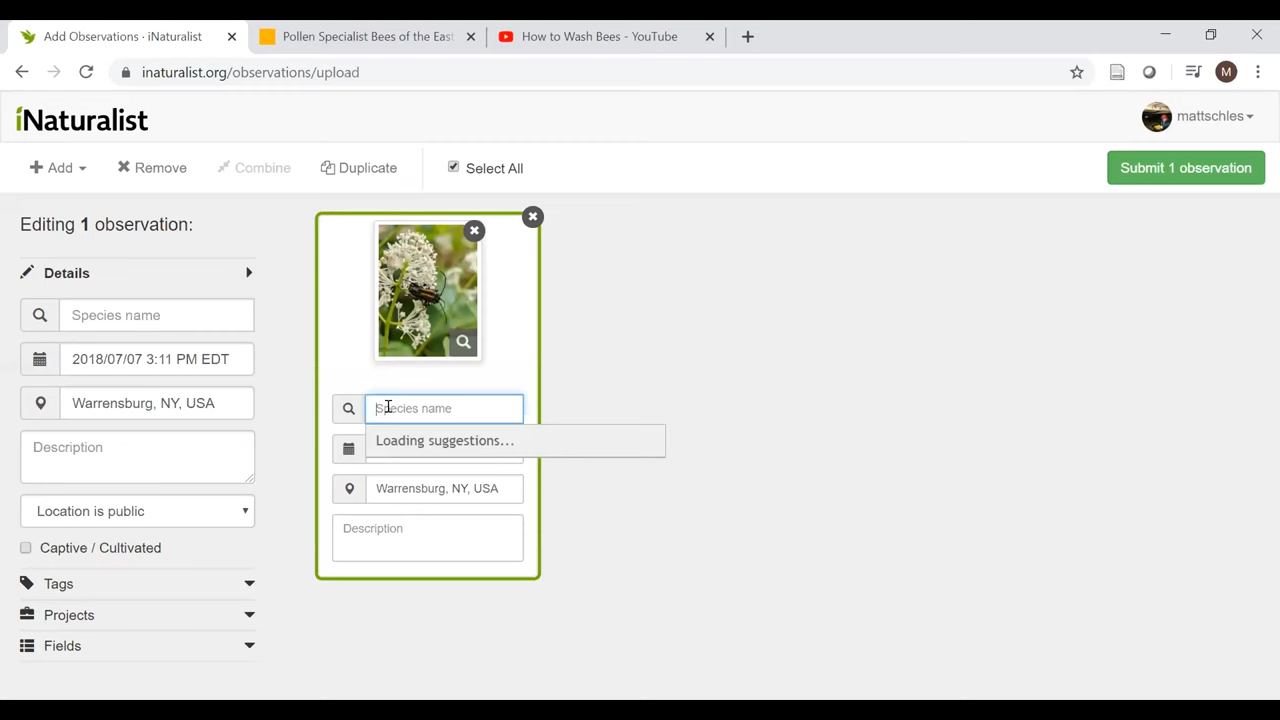 Add Observations · iNaturalist
Pollen Specialist Bees of the East
How to Wash Bees - YouTube
inaturalist.org/observations/upload
M
iNaturalist
mattschles
Add
Remove
Combine
Duplicate
Select All
Submit 1 observation
Editing 1 observation:
Details
Species name
2018/07/07 3:11 PM EDT
Warrensburg, NY, USA
Description
Location is public
Captive / Cultivated
Tags
Projects
Fields
Species name
Loading suggestions...
Warrensburg, NY, USA
Description